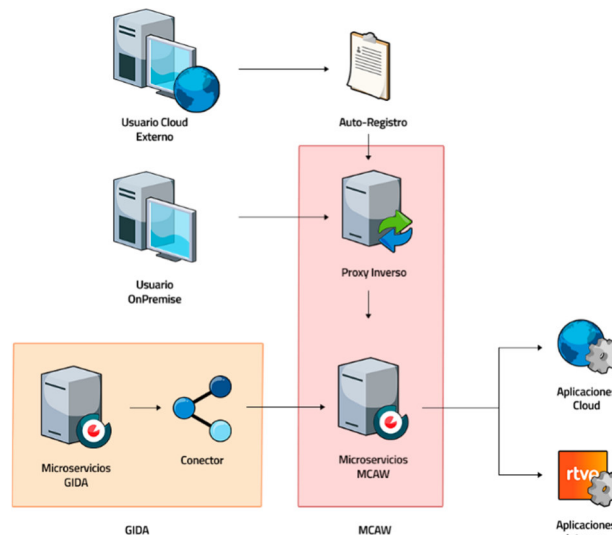 Usuario Cloud
Externo
Auto-Registro
Usuario
OnPremise
Proxy Inverso
Microservicios
GIDA
Conector
Microservicios
MCAW
Aplicaciones
Cloud
rtve
Aplicaciones
GIDA
MCAW